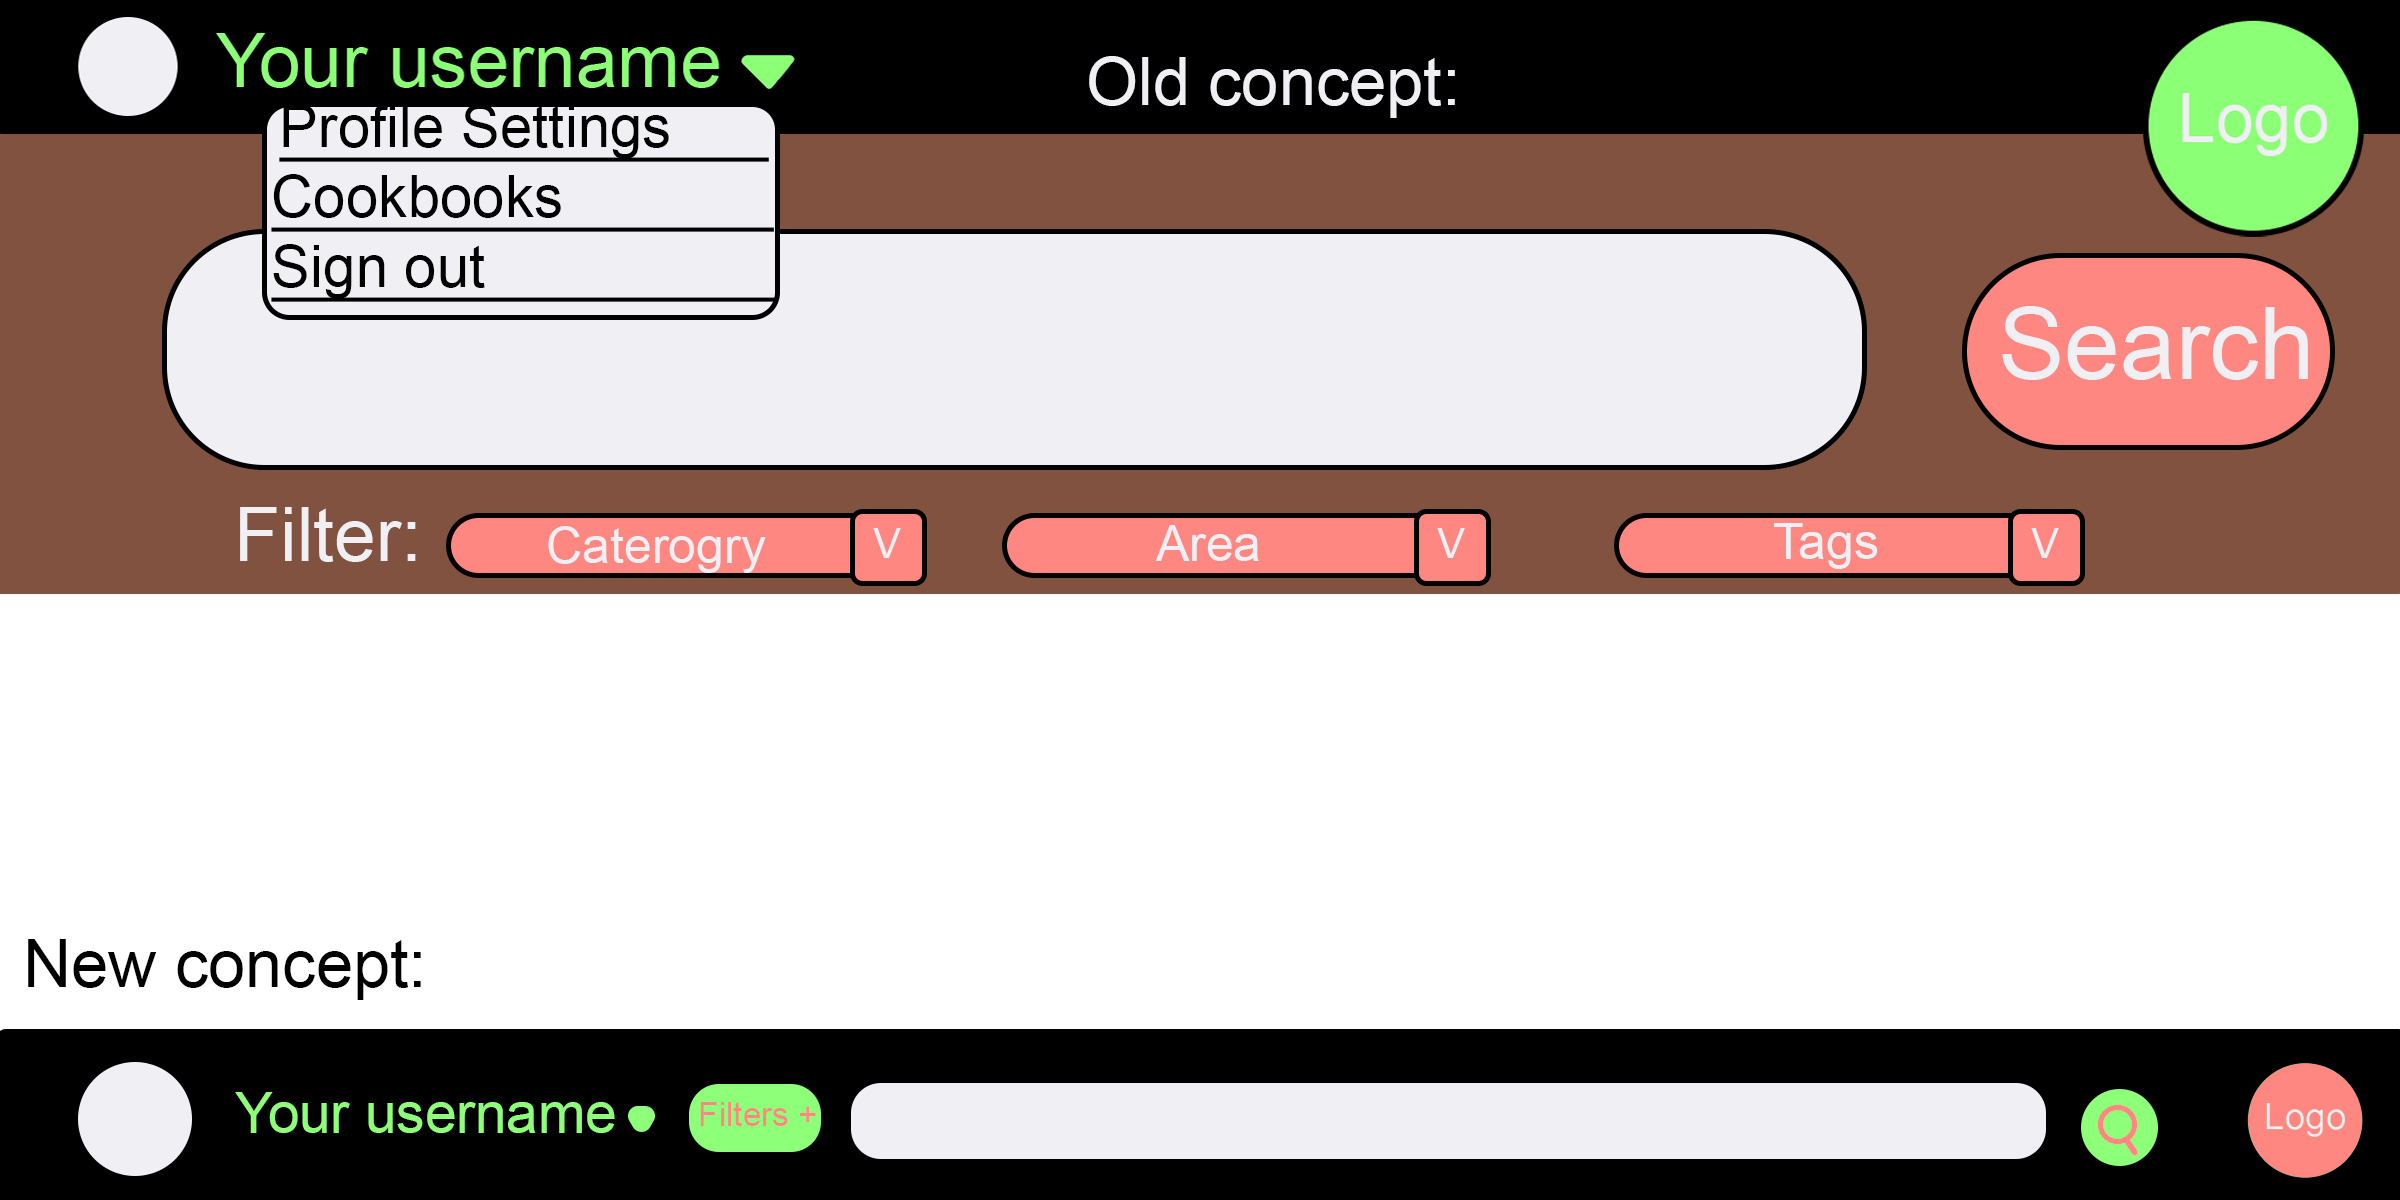 Your username
Old concept:
Logo
Profile Settings
Cookbooks
Sign out
Search
Filter:
Caterogry
V
Area
V
Tags
V
New concept:
Your username
Filters +
Logo